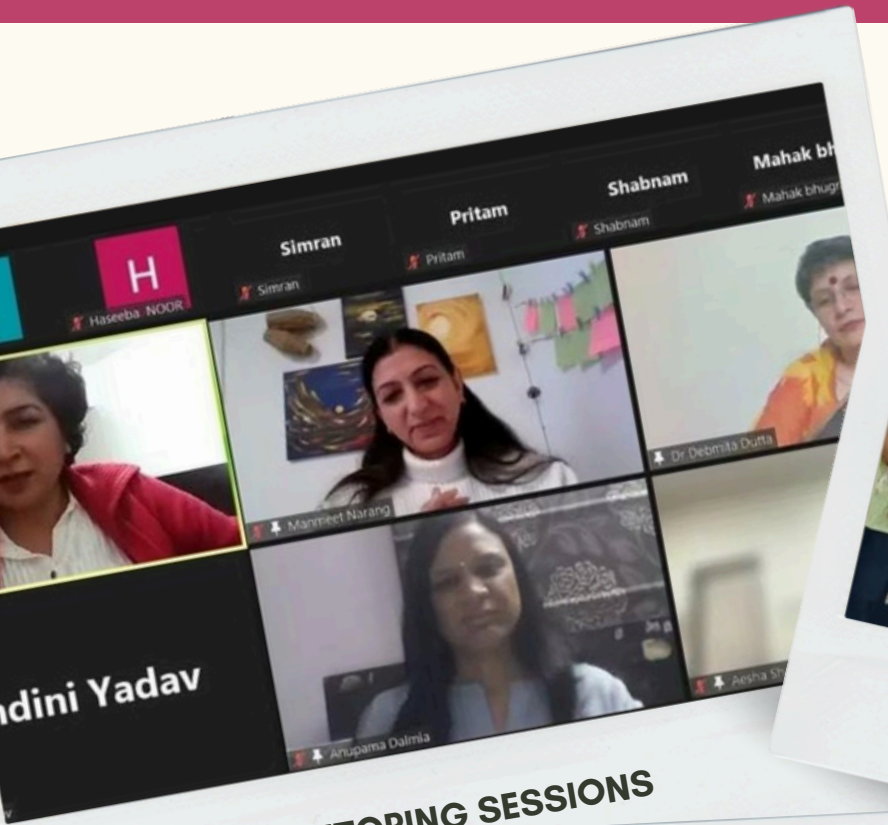 Mahak bh
Shabnam
Pritam
Simran
H
Mahak bhugr
Shabnam
Pritam
Simran
Haseeba NOOR
Dr Debmita Dutta
Manmeet Narang
ndini Yadav
Aesha Sh
Anupama Dalmia
TORING SESSIONS